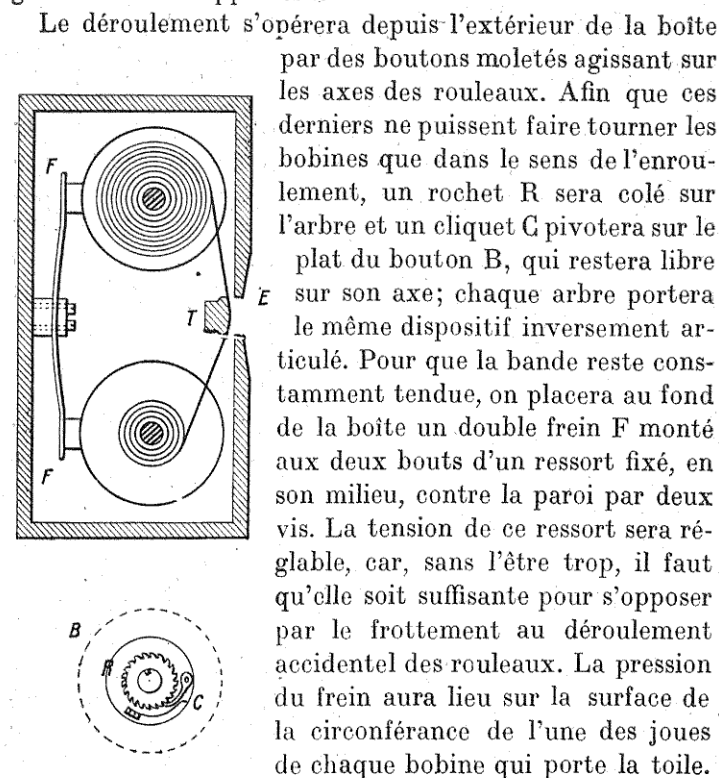 Le déroulement s'opérera depuis l'extérieur de la boîte
par des boutons moletés agissant sur
les axes des rouleaux. Afin que ces
derniers ne puissent faire tourner les
bobines que dans le sens de l'enrou-
lement, un rochet R sera colé sur
l'arbre et un cliquet C pivotera sur le
plat du bouton B, qui restera libre
sur son axe; chaque arbre portera
le même dispositif inversement ar-
ticulé. Pour que la bande reste cons-
tamment tendue, on placera au fond
de la boîte un double frein F monté
aux deux bouts d'un ressort fixé, en
son milieu, contre la paroi par deux
vis. La tension de ce ressort sera ré-
glable, car, sans l'être trop, il faut
qu'elle soit suffisante pour s'opposer
par le frottement au déroulement
accidentel des rouleaux. La pression
du frein aura lieu sur la surface de
la circonférance de l'une des joues
de chaque bobine qui porte la toile.
F
E
T
F
B
R
C